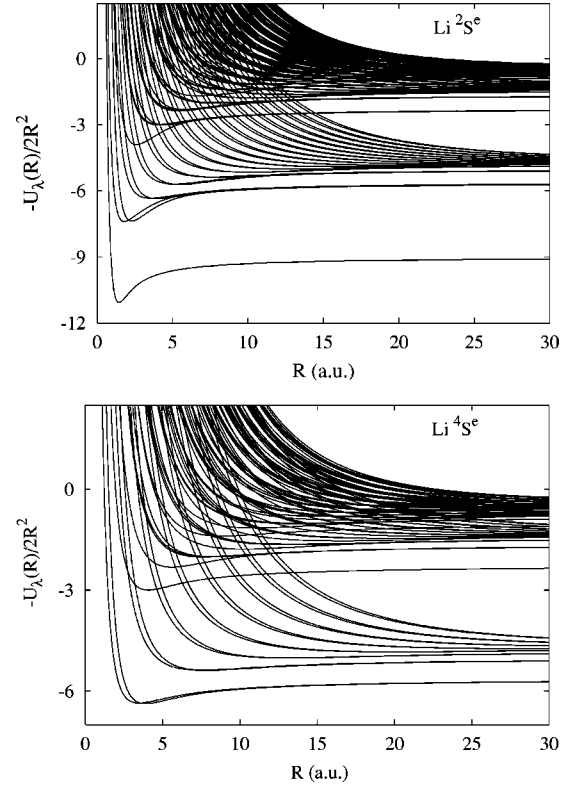 Li ²Sᵉ
-U_λ(R)/2R²
0
-3
-6
-9
-12
0 5 10 15 20 25 30
R (a.u.)
Li ⁴Sᵉ
-U_λ(R)/2R²
0
-3
-6
0 5 10 15 20 25 30
R (a.u.)